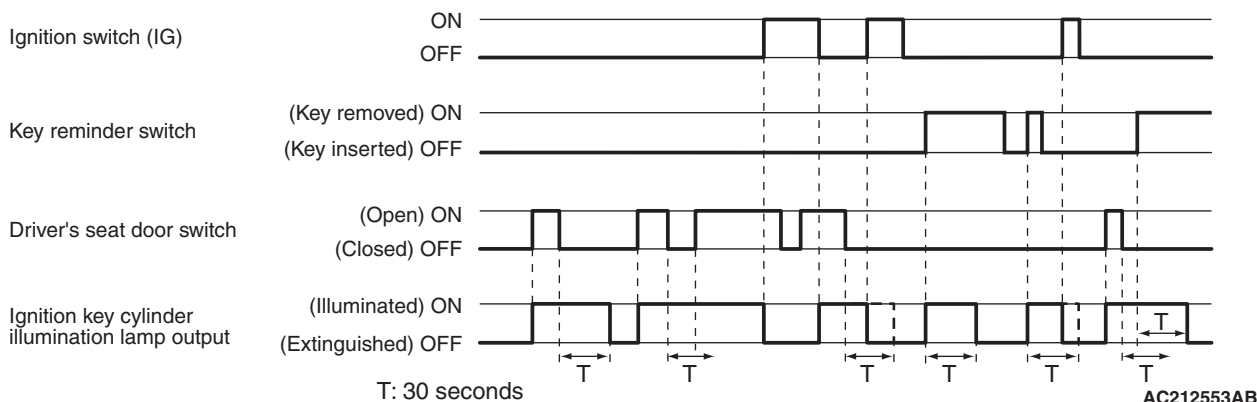 Ignition switch (IG)
ON
OFF
Key reminder switch
(Key removed) ON
(Key inserted) OFF
Driver's seat door switch
(Open) ON
(Closed) OFF
Ignition key cylinder
illumination lamp output
(Illuminated) ON
(Extinguished) OFF
T
T
T
T
T
T
T
T: 30 seconds
AC212553AB